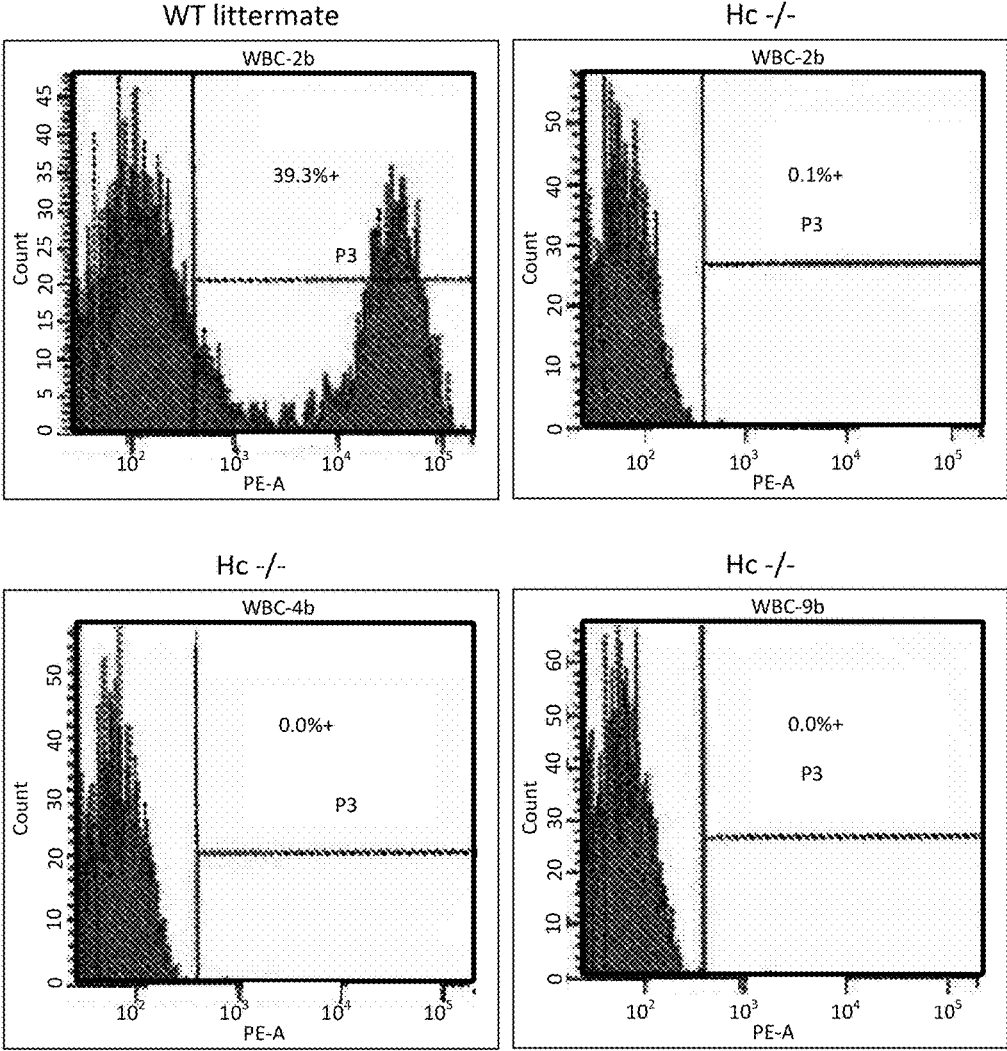 WT littermate
WBC-2b
Count
45
40
35
30
25
20
15
10
5
0
39.3%+
P3
10²
10³
10⁴
10⁵
PE-A
Hc -/-
WBC-2b
Count
50
40
30
20
10
0
0.1%+
P3
10²
10³
10⁴
10⁵
PE-A
Hc -/-
WBC-4b
Count
50
40
30
20
10
0
0.0%+
P3
10²
10³
10⁴
10⁵
PE-A
Hc -/-
WBC-9b
Count
60
50
40
30
20
10
0
0.0%+
P3
10²
10³
10⁴
10⁵
PE-A